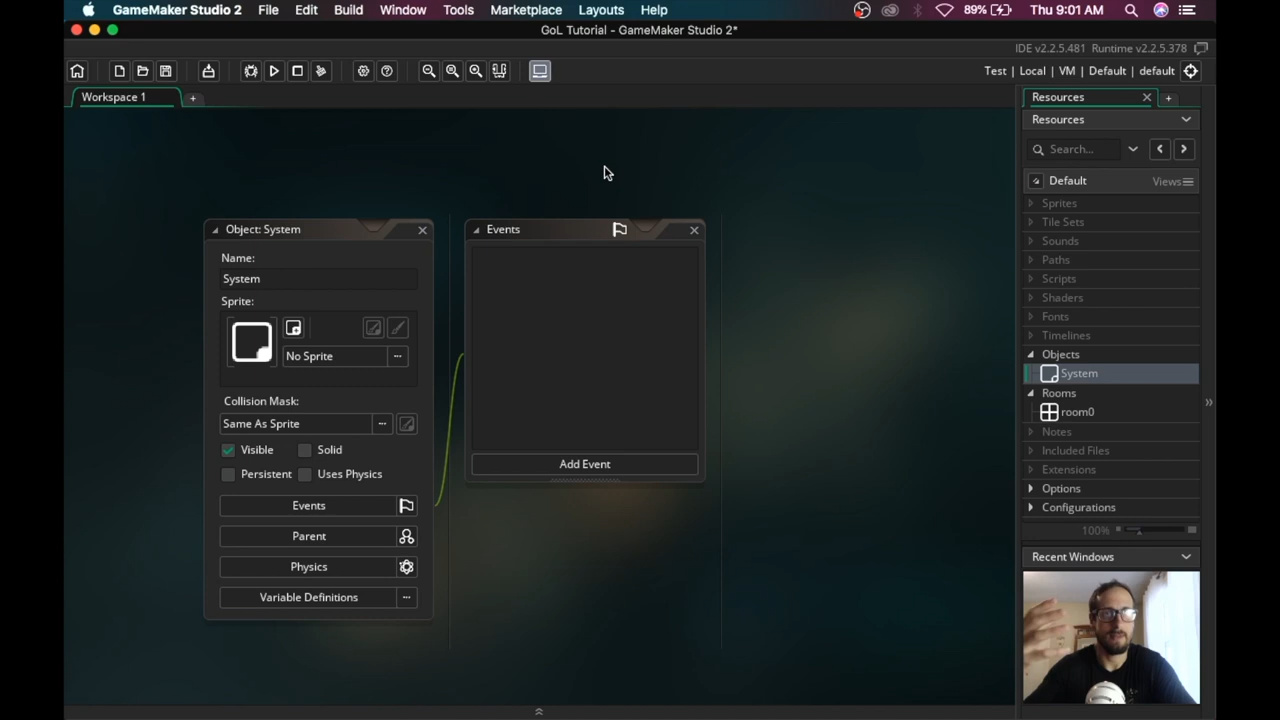 GameMaker Studio 2 File Edit Build Window Tools Marketplace Layouts Help 89% Thu 9:01 AM
GoL Tutorial - GameMaker Studio 2*
IDE v2.2.5.481 Runtime v2.2.5.378
Test | Local | VM | Default | default
Workspace 1 +
Resources
Resources
Search...
Default Views
Sprites
Tile Sets
Sounds
Paths
Scripts
Shaders
Fonts
Timelines
Objects
System
Rooms
room0
Notes
Included Files
Extensions
Options
Configurations
100%
Recent Windows
Object: System
Name:
System
Sprite:
No Sprite
Collision Mask:
Same As Sprite
Visible Solid
Persistent Uses Physics
Events
Parent
Physics
Variable Definitions
Events
Add Event